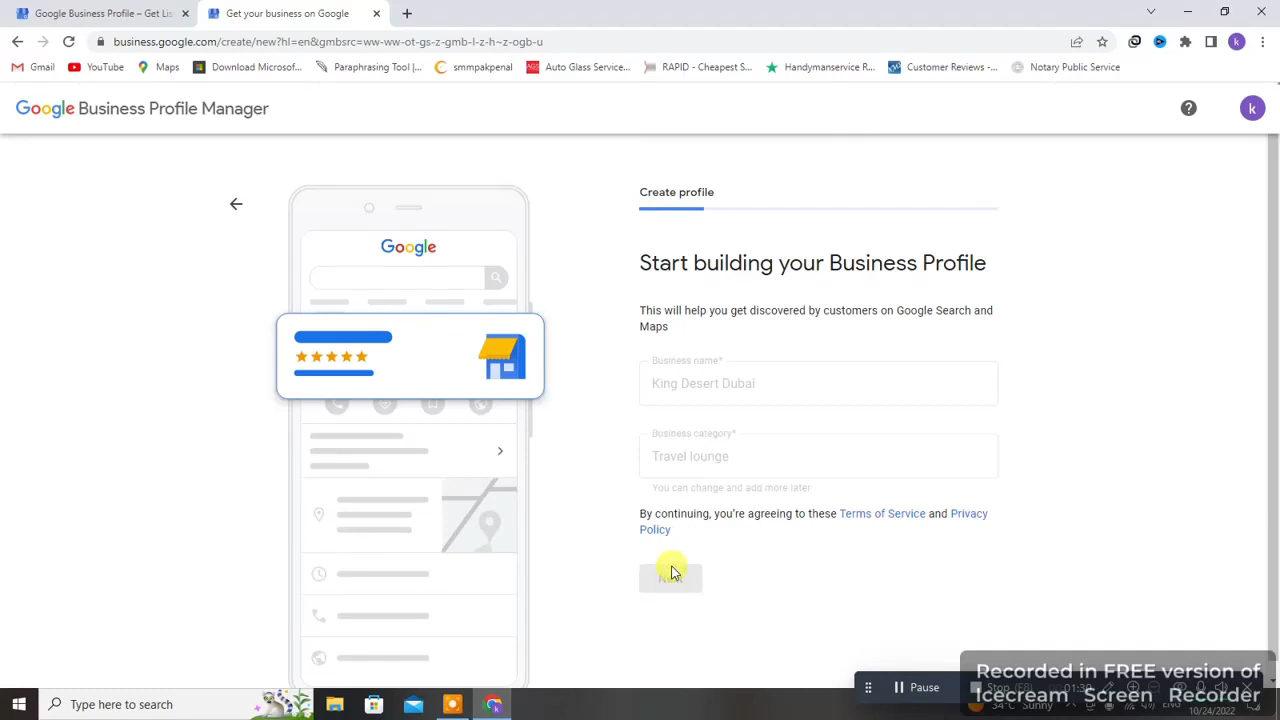 Google Business Profile – Get Lis
Get your business on Google
business.google.com/create/new?hl=en&gmbsrc=ww-ww-ot-gs-z-gmb-l-z-h~z-ogb-u
k
Gmail
YouTube
Maps
Download Microsof...
Paraphrasing Tool |...
smmpakpenal
Auto Glass Service...
RAPID - Cheapest S...
Handymanservice R...
Customer Reviews -...
Notary Public Service
Google Business Profile Manager
k
Create profile
Google
Start building your Business Profile
This will help you get discovered by customers on Google Search and
Maps
Business name*
King Desert Dubai
Business category*
Travel lounge
You can change and add more later
By continuing, you're agreeing to these Terms of Service and Privacy
Policy
Recorded in FREE version of
Icecream Screen Recorder
Pause
Stop (F8)
Type here to search
34°C Sunny
ENG
10/24/2022